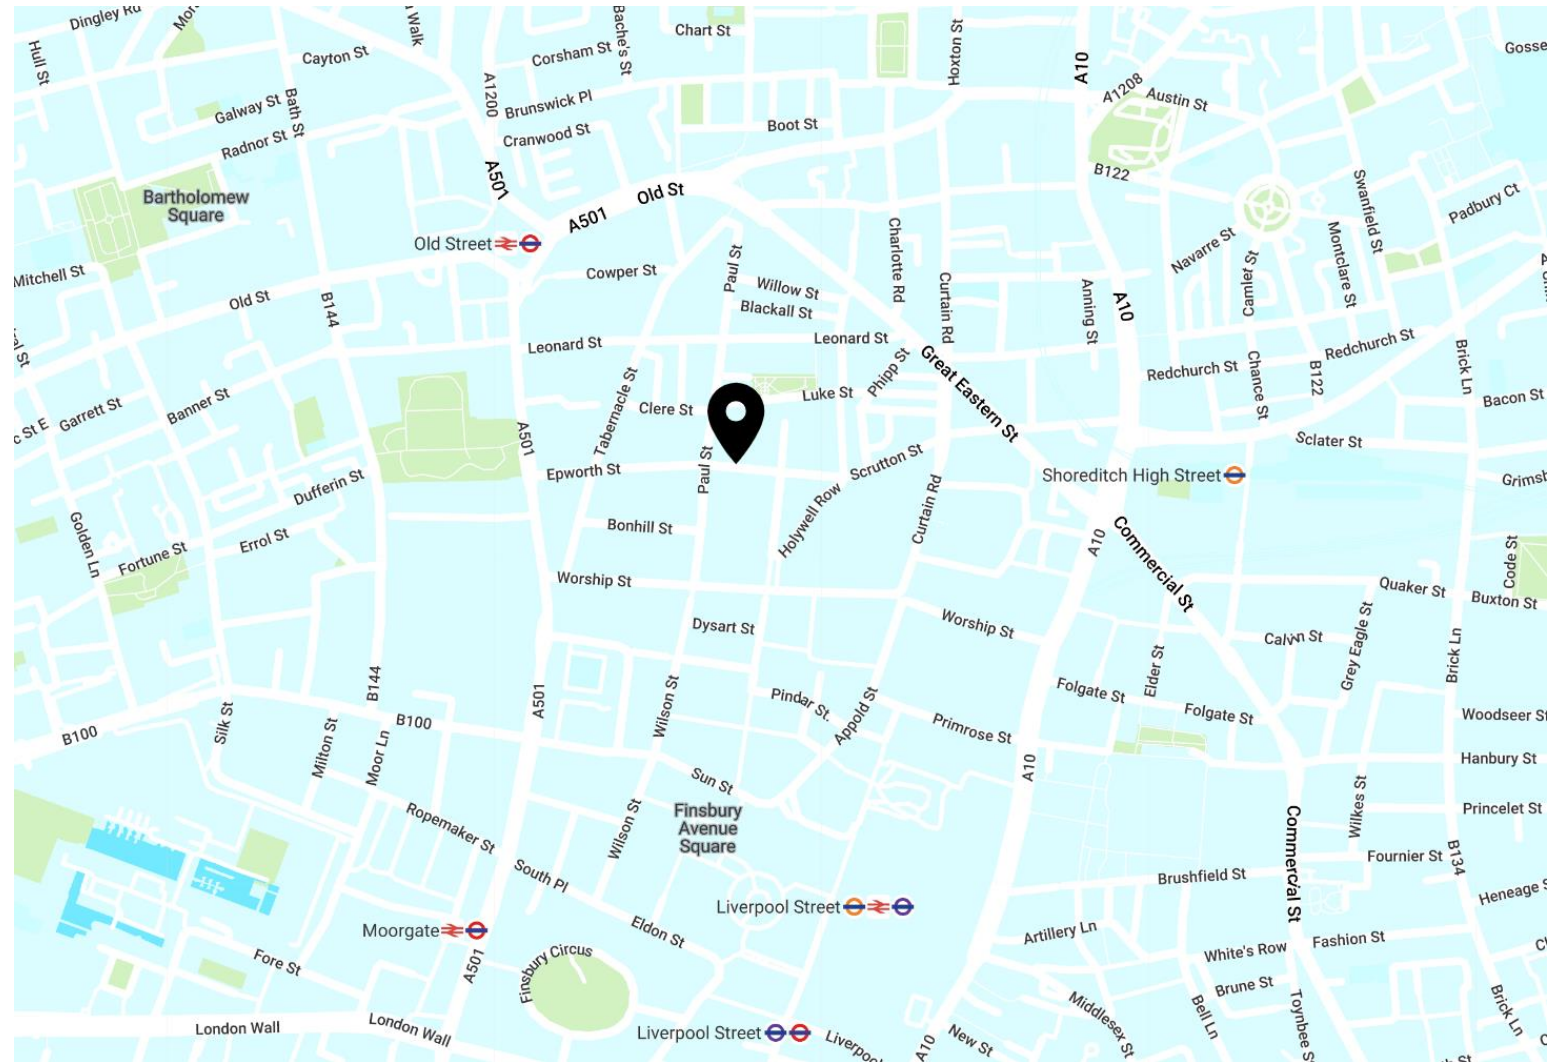 Dingley Rd
Hull St
Cayton St
Walk
Bache's St
Chart St
Corsham St
Hoxton St
A10
Gosse
A1200
Brunswick Pl
Galway St
Bath St
A1208
Austin St
Radnor St
Cranwood St
Boot St
A501
B122
Bartholomew
Square
Old St
A501
Swanfield St
Padbury Ct
Old Street
Mitchell St
Cowper St
Paul St
Charlotte Rd
Navarre St
Montclare St
Camlet St
Old St
B144
Willow St
Blackall St
Curtain Rd
Anning St
A10
Leonard St
Leonard St
Great Eastern St
Phipp St
Redchurch St
Redchurch St
Brick Ln
Chance St
B122
Garrett St
Banner St
Tabernacle St
Clere St
Luke St
Bacon St
c St E
A501
Sclater St
Epworth St
Paul St
Scrutton St
Shoreditch High Street
Grimsb
Dufferin St
Holywell Row
Curtain Rd
Golden Ln
Errol St
Fortune St
Bonhill St
A10
Commercial St
Code St
Worship St
Quaker St
Buxton St
Dysart St
Worship St
Calvin St
Grey Eagle St
Brick Ln
Elder St
B144
A501
Wilson St
Pindar St.
Appold St
Folgate St
Folgate St
Woodseer St
B100
Silk St
Milton St
Moor Ln
B100
Primrose St
Hanbury St
A10
Sun St
Ropemaker St
Wilson St
Finsbury
Avenue
Square
Commercial St
Wilkes St
Princelet St
Fournier St
B134
South Pl
Brushfield St
Heneage S
Liverpool Street
Moorgate
Eldon St
Artillery Ln
White's Row
Fashion St
Fore St
A501
Finsbury Circus
Brune St
Middlesex St
Bell Ln
Toynbee S
Brick Ln
London Wall
London Wall
Liverpool Street
Liverpoo
A10
New St